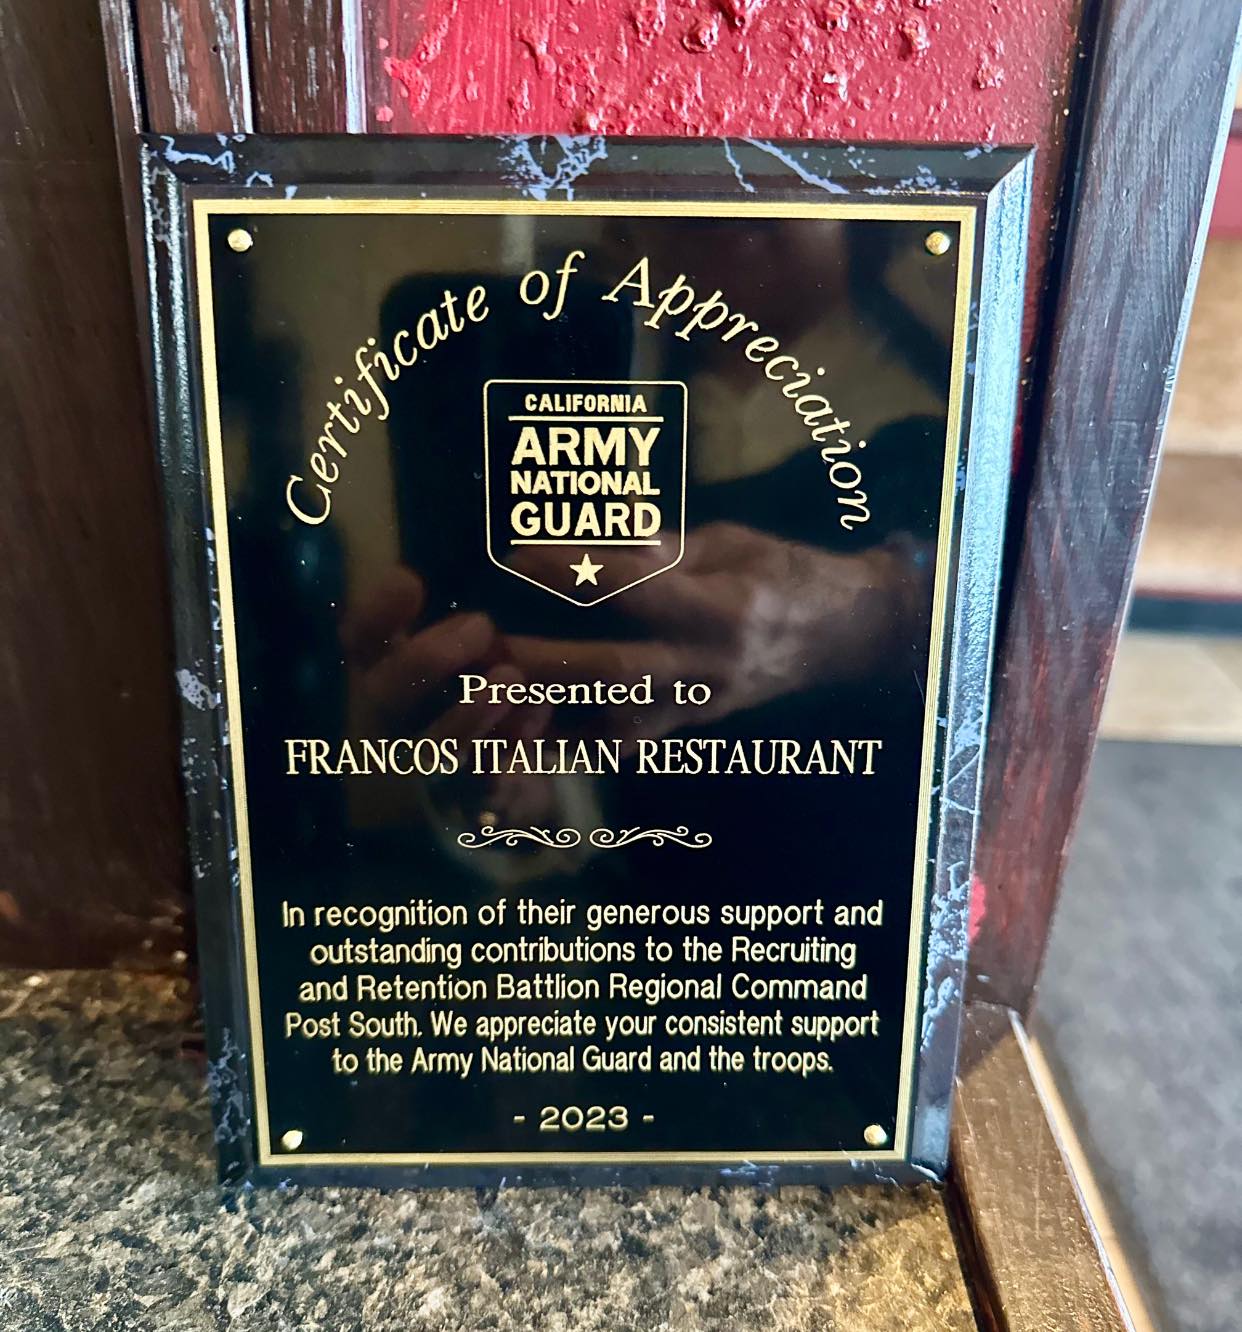 Certificate of Appreciation
CALIFORNIA
ARMY
NATIONAL
GUARD
Presented to
FRANCOS ITALIAN RESTAURANT
In recognition of their generous support and
outstanding contributions to the Recruiting
and Retention Battlion Regional Command
Post South. We appreciate your consistent support
to the Army National Guard and the troops.
- 2023 -